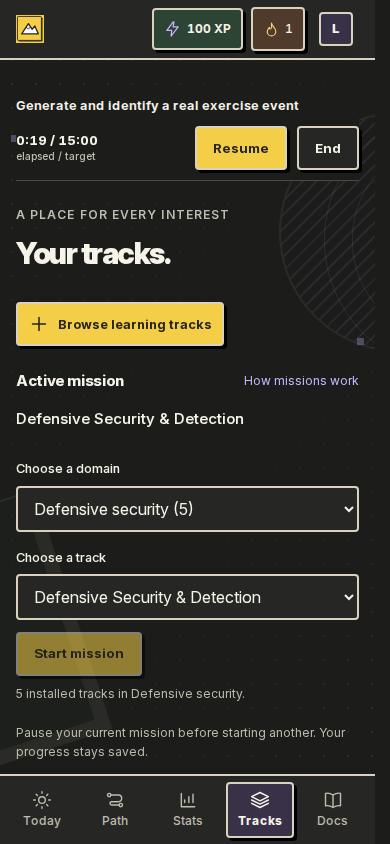 100 XP
1
L
Generate and identify a real exercise event
0:19 / 15:00
elapsed / target
Resume
End
A PLACE FOR EVERY INTEREST
Your tracks.
Browse learning tracks
Active mission
How missions work
Defensive Security & Detection
Choose a domain
Defensive security (5)
Choose a track
Defensive Security & Detection
Start mission
5 installed tracks in Defensive security.
Pause your current mission before starting another. Your
progress stays saved.
Today
Path
Stats
Tracks
Docs